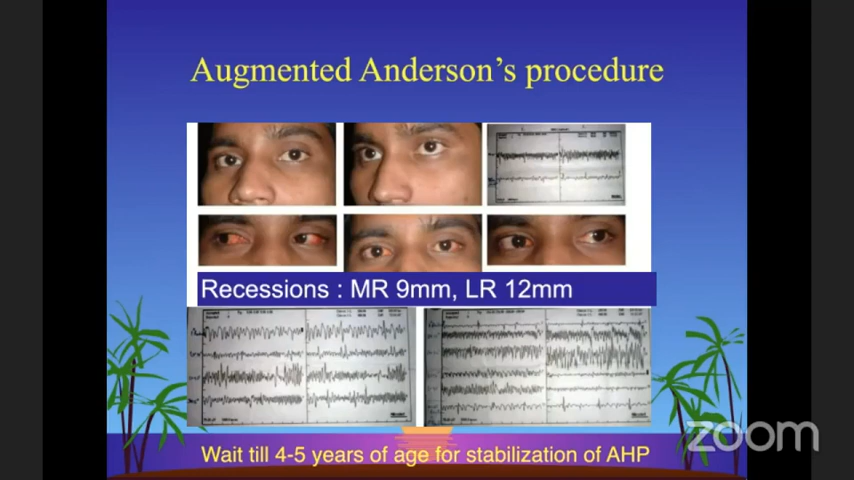 Augmented Anderson's procedure
Recessions : MR 9mm, LR 12mm
Wait till 4-5 years of age for stabilization of AHP
zoom